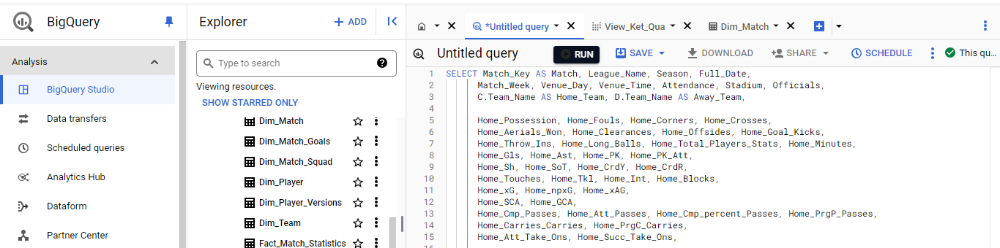 BigQuery
Analysis
BigQuery Studio
Data transfers
Scheduled queries
Analytics Hub
Dataform
Partner Center
Explorer
+ ADD
Type to search
Viewing resources.
SHOW STARRED ONLY
Dim_Match
Dim_Match_Goals
Dim_Match_Squad
Dim_Player
Dim_Player_Versions
Dim_Team
Fact_Match_Statistics
*Untitled query
View_Ket_Qua
Dim_Match
Untitled query
RUN
SAVE
DOWNLOAD
SHARE
SCHEDULE
This qu...
1 SELECT Match_Key AS Match, League_Name, Season, Full_Date,
2 Match_Week, Venue_Day, Venue_Time, Attendance, Stadium, Officials,
3 C.Team_Name AS Home_Team, D.Team_Name AS Away_Team,
4
5 Home_Possession, Home_Fouls, Home_Corners, Home_Crosses,
6 Home_Aerials_Won, Home_Clearances, Home_Offsides, Home_Goal_Kicks,
7 Home_Throw_Ins, Home_Long_Balls, Home_Total_Players_Stats, Home_Minutes,
8 Home_Gls, Home_Ast, Home_PK, Home_PK_Att,
9 Home_Sh, Home_SoT, Home_CrdY, Home_CrdR,
10 Home_Touches, Home_Tkl, Home_Int, Home_Blocks,
11 Home_xG, Home_npxG, Home_xAG,
12 Home_SCA, Home_GCA,
13 Home_Cmp_Passes, Home_Att_Passes, Home_Cmp_percent_Passes, Home_PrgP_Passes,
14 Home_Carries_Carries, Home_PrgC_Carries,
15 Home_Att_Take_Ons, Home_Succ_Take_Ons,